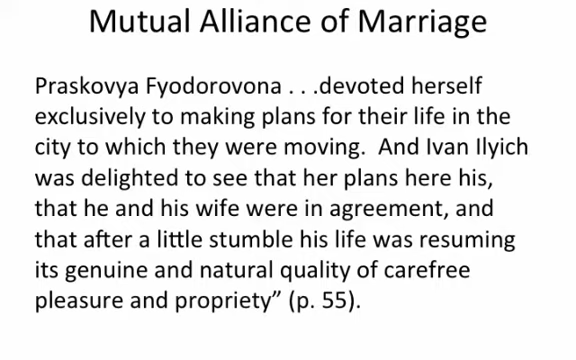 Mutual Alliance of Marriage
Praskovya Fyodorovona . . .devoted herself
exclusively to making plans for their life in the
city to which they were moving.  And Ivan Ilyich
was delighted to see that her plans here his,
that he and his wife were in agreement, and
that after a little stumble his life was resuming
its genuine and natural quality of carefree
pleasure and propriety” (p. 55).